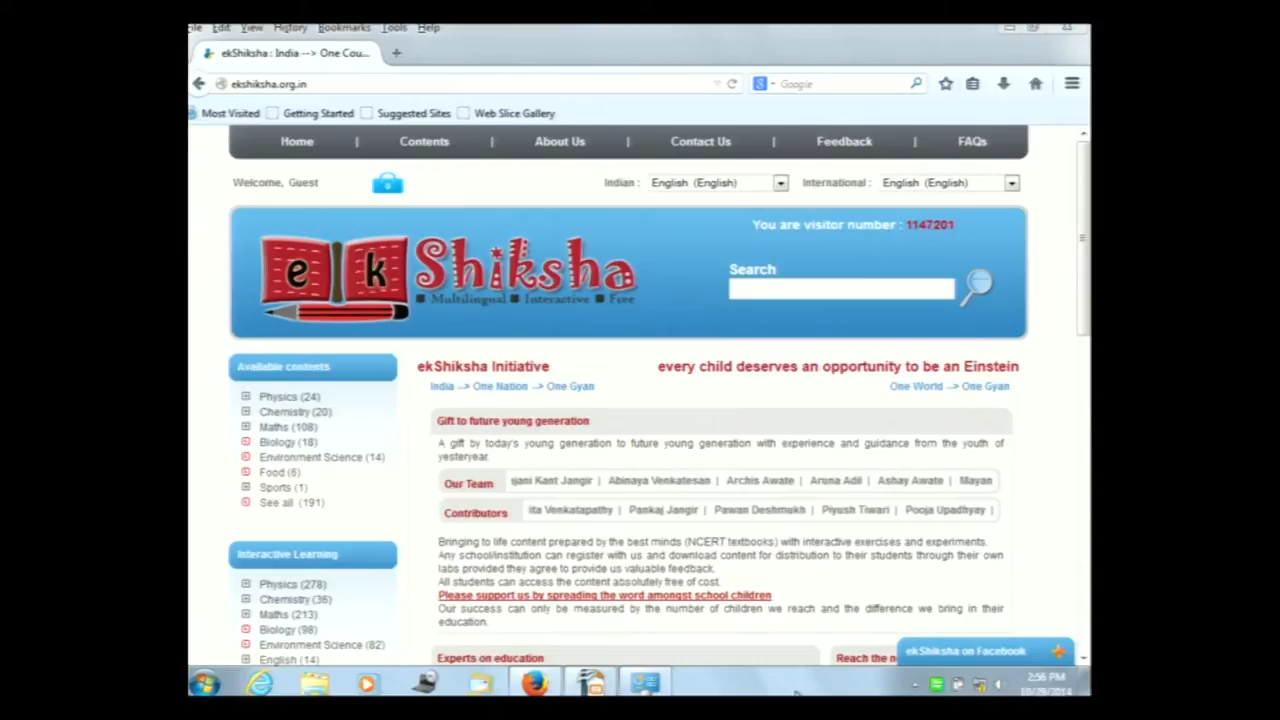 File Edit View History Bookmarks Tools Help
ekShiksha : India --> One Cou...
ekshiksha.org.in
Google
Most Visited Getting Started Suggested Sites Web Slice Gallery
Home | Contents | About Us | Contact Us | Feedback | FAQs
Welcome, Guest
0
Indian : English (English) International : English (English)
You are visitor number : 1147201
ek Shiksha
Multilingual Interactive Free
Search
Available contents
Physics (24)
Chemistry (20)
Maths (108)
Biology (18)
Environment Science (14)
Food (6)
Sports (1)
See all (191)
Interactive Learning
Physics (278)
Chemistry (36)
Maths (213)
Biology (98)
Environment Science (82)
English (14)
ekShiksha Initiative every child deserves an opportunity to be an Einstein
India --> One Nation --> One Gyan One World --> One Gyan
Gift to future young generation
A gift by today's young generation to future young generation with experience and guidance from the youth of
yesteryear.
Our Team ijani Kant Jangir | Abinaya Venkatesan | Archis Awate | Aruna Adil | Ashay Awate | Mayan
Contributors ita Venkatapathy | Pankaj Jangir | Pawan Deshmukh | Piyush Tiwari | Pooja Upadhyay |
Bringing to life content prepared by the best minds (NCERT textbooks) with interactive exercises and experiments.
Any school/institution can register with us and download content for distribution to their students through their own
labs provided they agree to provide us valuable feedback.
All students can access the content absolutely free of cost.
Please support us by spreading the word amongst school children
Our success can only be measured by the number of children we reach and the difference we bring in their
education.
Experts on education Reach the n
ekShiksha on Facebook
2:56 PM
10/29/2014